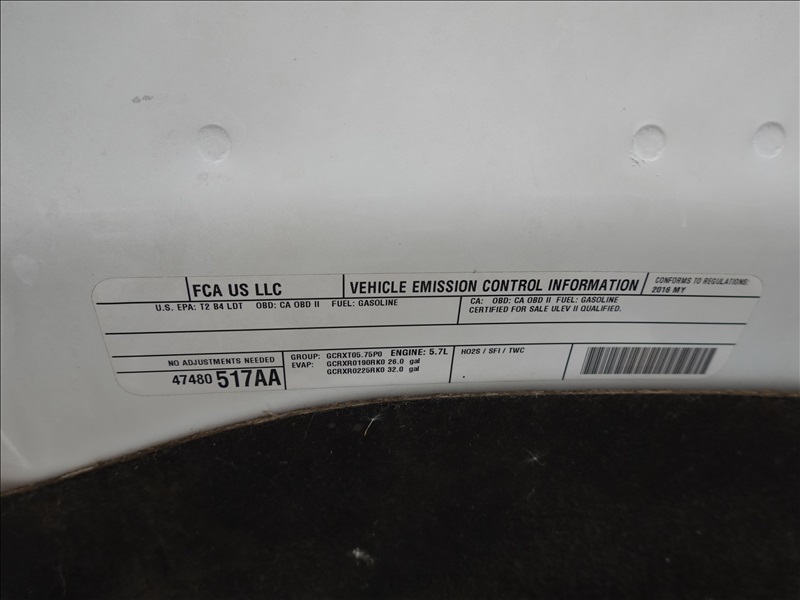 FCA US LLC
VEHICLE EMISSION CONTROL INFORMATION
CONFORMS TO REGULATIONS:
2016 MY
U.S. EPA: T2 B4 LDT OBD: CA OBD II FUEL: GASOLINE
CA: OBD: CA OBD II FUEL: GASOLINE
CERTIFIED FOR SALE ULEV II QUALIFIED.
NO ADJUSTMENTS NEEDED
47480 517AA
GROUP: GCRXT05.75P0 ENGINE: 5.7L
EVAP: GCRXR0190RK0 26.0 gal
GCRXR0225RK0 32.0 gal
HO2S / SFI / TWC